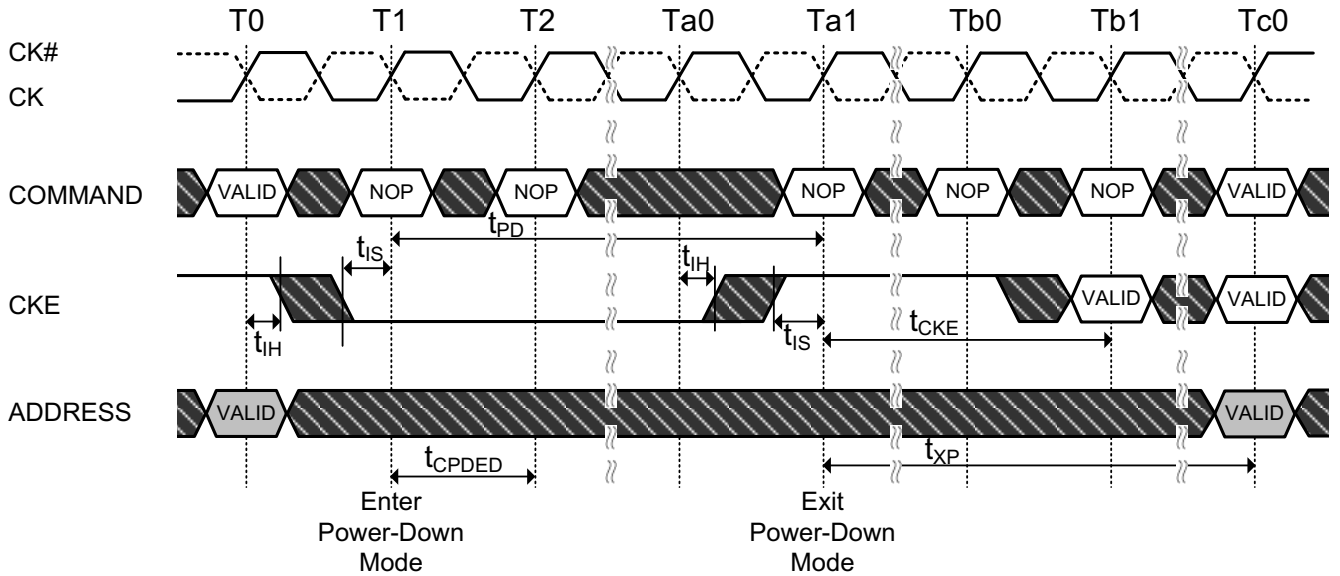 T0 T1 T2 Ta0 Ta1 Tb0 Tb1 Tc0
CK#
CK
COMMAND VALID NOP NOP NOP NOP NOP VALID
tPD
tIS tIH
CKE VALID VALID
tIH tIS tCKE
ADDRESS VALID VALID
tCPDED tXP
Enter
Power-Down
Mode
Exit
Power-Down
Mode